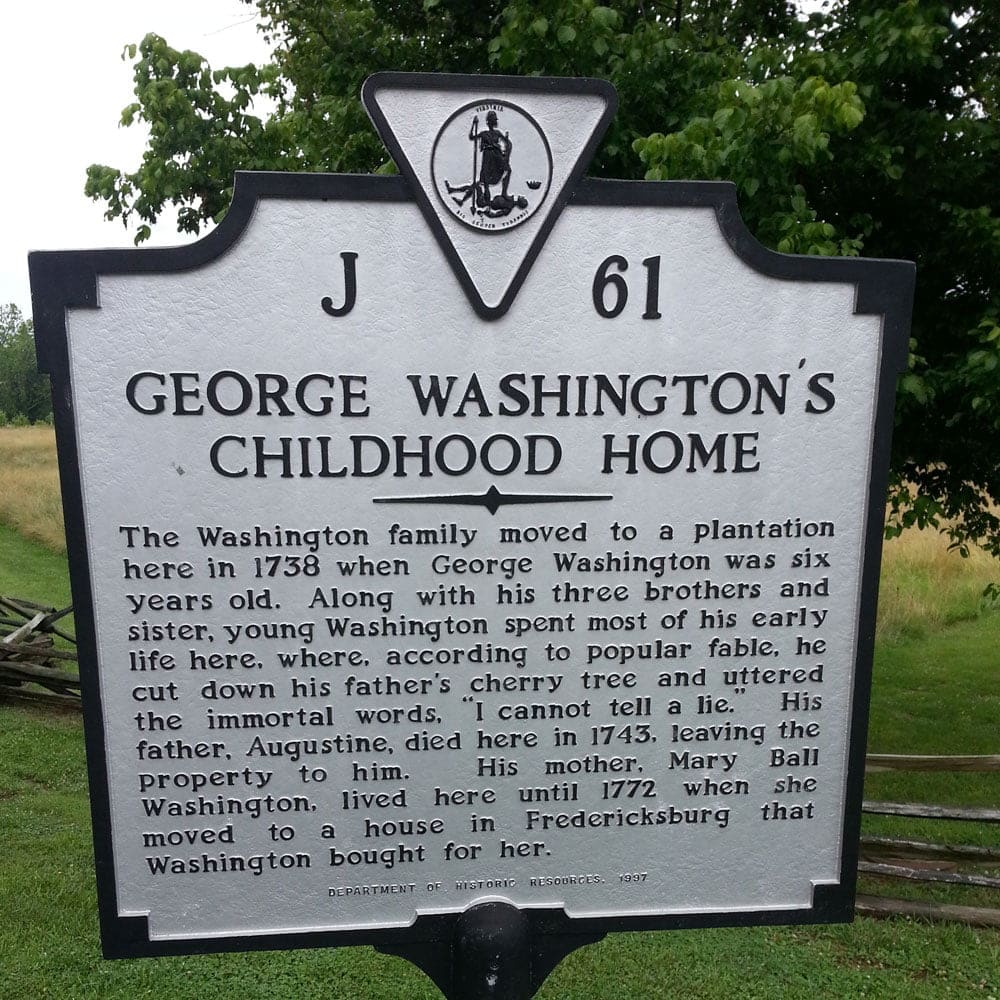 VIRGINIA
SIC SEMPER TYRANNIS
J 61
GEORGE WASHINGTON'S
CHILDHOOD HOME
The Washington family moved to a plantation
here in 1738 when George Washington was six
years old. Along with his three brothers and
sister, young Washington spent most of his early
life here, where, according to popular fable, he
cut down his father's cherry tree and uttered
the immortal words, "I cannot tell a lie." His
father, Augustine, died here in 1743, leaving the
property to him. His mother, Mary Ball
Washington, lived here until 1772 when she
moved to a house in Fredericksburg that
Washington bought for her.
DEPARTMENT OF HISTORIC RESOURCES, 1997